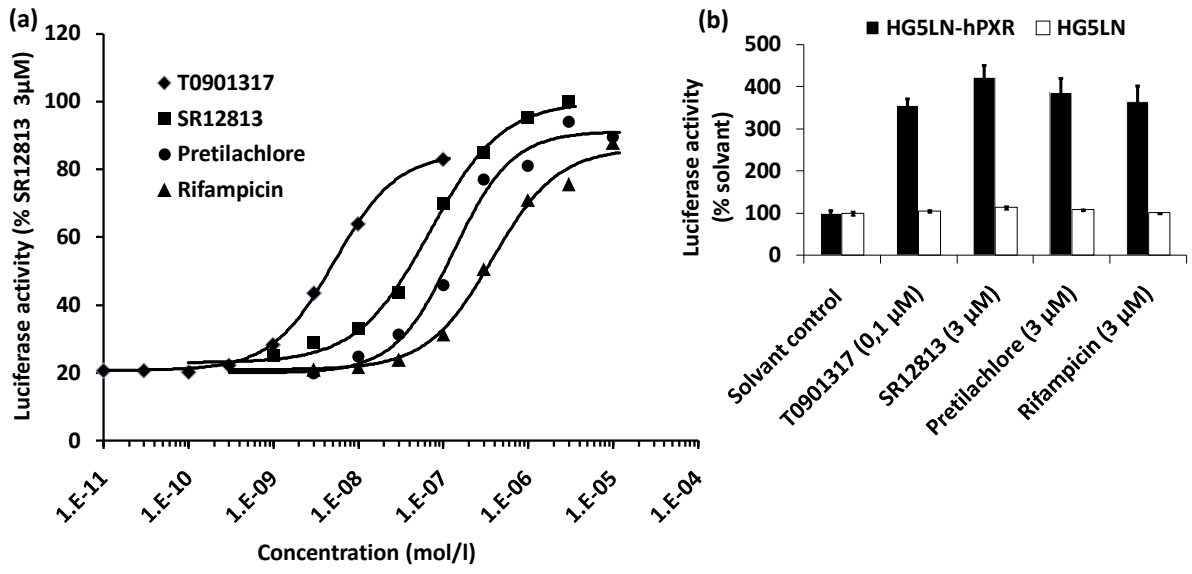 (a)
120
100
80
60
40
20
0
Luciferase activity (% SR12813 3µM)
T0901317
SR12813
Pretilachlore
Rifampicin
1.E-11
1.E-10
1.E-09
1.E-08
1.E-07
1.E-06
1.E-05
1.E-04
Concentration (mol/l)
(b)
HG5LN-hPXR
HG5LN
500
400
300
200
100
0
Luciferase activity
(% solvant)
Solvant control
T0901317 (0,1 µM)
SR12813 (3 µM)
Pretilachlore (3 µM)
Rifampicin (3 µM)